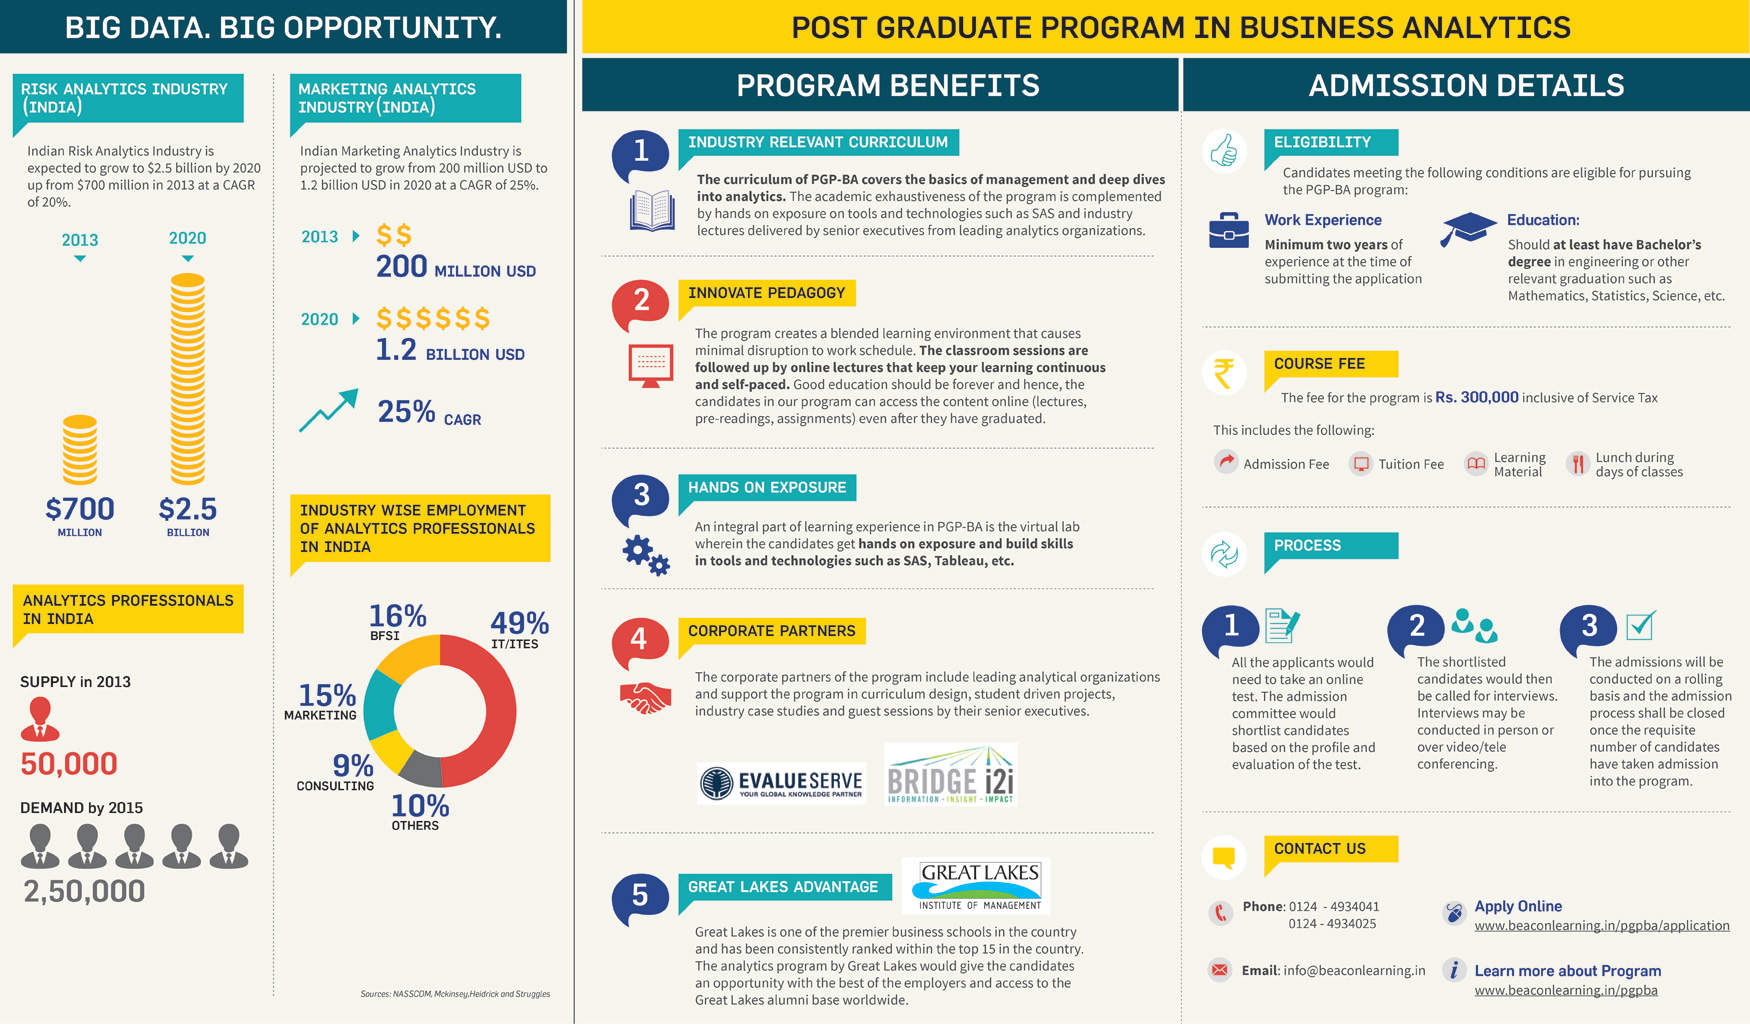 BIG DATA. BIG OPPORTUNITY.
RISK ANALYTICS INDUSTRY
(INDIA)
Indian Risk Analytics Industry is
expected to grow to $2.5 billion by 2020
up from $700 million in 2013 at a CAGR
of 20%.
2013
2020
$700
MILLION
$2.5
BILLION
ANALYTICS PROFESSIONALS
IN INDIA
SUPPLY in 2013
50,000
DEMAND by 2015
2,50,000
MARKETING ANALYTICS
INDUSTRY(INDIA)
Indian Marketing Analytics Industry is
projected to grow from 200 million USD to
1.2 billion USD in 2020 at a CAGR of 25%.
2013 $$
200 MILLION USD
2020 $$$$$$
1.2 BILLION USD
25% CAGR
INDUSTRY WISE EMPLOYMENT
OF ANALYTICS PROFESSIONALS
IN INDIA
16%
BFSI
49%
IT/ITES
15%
MARKETING
9%
CONSULTING
10%
OTHERS
Sources: NASSCOM, Mckinsey,Heidrick and Struggles
POST GRADUATE PROGRAM IN BUSINESS ANALYTICS
PROGRAM BENEFITS
1
INDUSTRY RELEVANT CURRICULUM
The curriculum of PGP-BA covers the basics of management and deep dives
into analytics. The academic exhaustiveness of the program is complemented
by hands on exposure on tools and technologies such as SAS and industry
lectures delivered by senior executives from leading analytics organizations.
2
INNOVATE PEDAGOGY
The program creates a blended learning environment that causes
minimal disruption to work schedule. The classroom sessions are
followed up by online lectures that keep your learning continuous
and self-paced. Good education should be forever and hence, the
candidates in our program can access the content online (lectures,
pre-readings, assignments) even after they have graduated.
3
HANDS ON EXPOSURE
An integral part of learning experience in PGP-BA is the virtual lab
wherein the candidates get hands on exposure and build skills
in tools and technologies such as SAS, Tableau, etc.
4
CORPORATE PARTNERS
The corporate partners of the program include leading analytical organizations
and support the program in curriculum design, student driven projects,
industry case studies and guest sessions by their senior executives.
EVALUESERVE
YOUR GLOBAL KNOWLEDGE PARTNER
BRIDGE i2i
INFORMATION - INSIGHT - IMPACT
5
GREAT LAKES ADVANTAGE
GREAT LAKES
INSTITUTE OF MANAGEMENT
Great Lakes is one of the premier business schools in the country
and has been consistently ranked within the top 15 in the country.
The analytics program by Great Lakes would give the candidates
an opportunity with the best of the employers and access to the
Great Lakes alumni base worldwide.
ADMISSION DETAILS
ELIGIBILITY
Candidates meeting the following conditions are eligible for pursuing
the PGP-BA program:
Work Experience
Minimum two years of
experience at the time of
submitting the application
Education:
Should at least have Bachelor's
degree in engineering or other
relevant graduation such as
Mathematics, Statistics, Science, etc.
₹
COURSE FEE
The fee for the program is Rs. 300,000 inclusive of Service Tax
This includes the following:
Admission Fee
Tuition Fee
Learning
Material
Lunch during
days of classes
PROCESS
1
All the applicants would
need to take an online
test. The admission
committee would
shortlist candidates
based on the profile and
evaluation of the test.
2
The shortlisted
candidates would then
be called for interviews.
Interviews may be
conducted in person or
over video/tele
conferencing.
3
The admissions will be
conducted on a rolling
basis and the admission
process shall be closed
once the requisite
number of candidates
have taken admission
into the program.
CONTACT US
Phone: 0124 - 4934041
0124 - 4934025
Email: info@beaconlearning.in
Apply Online
www.beaconlearning.in/pgpba/application
i
Learn more about Program
www.beaconlearning.in/pgpba